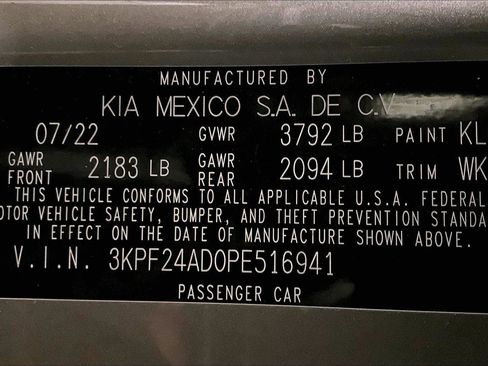 MANUFACTURED BY
KIA MEXICO S.A. DE C.V
07/22 GVWR 3792 LB PAINT KL
GAWR FRONT 2183 LB GAWR REAR 2094 LB TRIM WK
THIS VEHICLE CONFORMS TO ALL APPLICABLE U.S.A. FEDERAL
OTOR VEHICLE SAFETY, BUMPER, AND THEFT PREVENTION STANDA
IN EFFECT ON THE DATE OF MANUFACTURE SHOWN ABOVE.
V.I.N. 3KPF24AD0PE516941
PASSENGER CAR